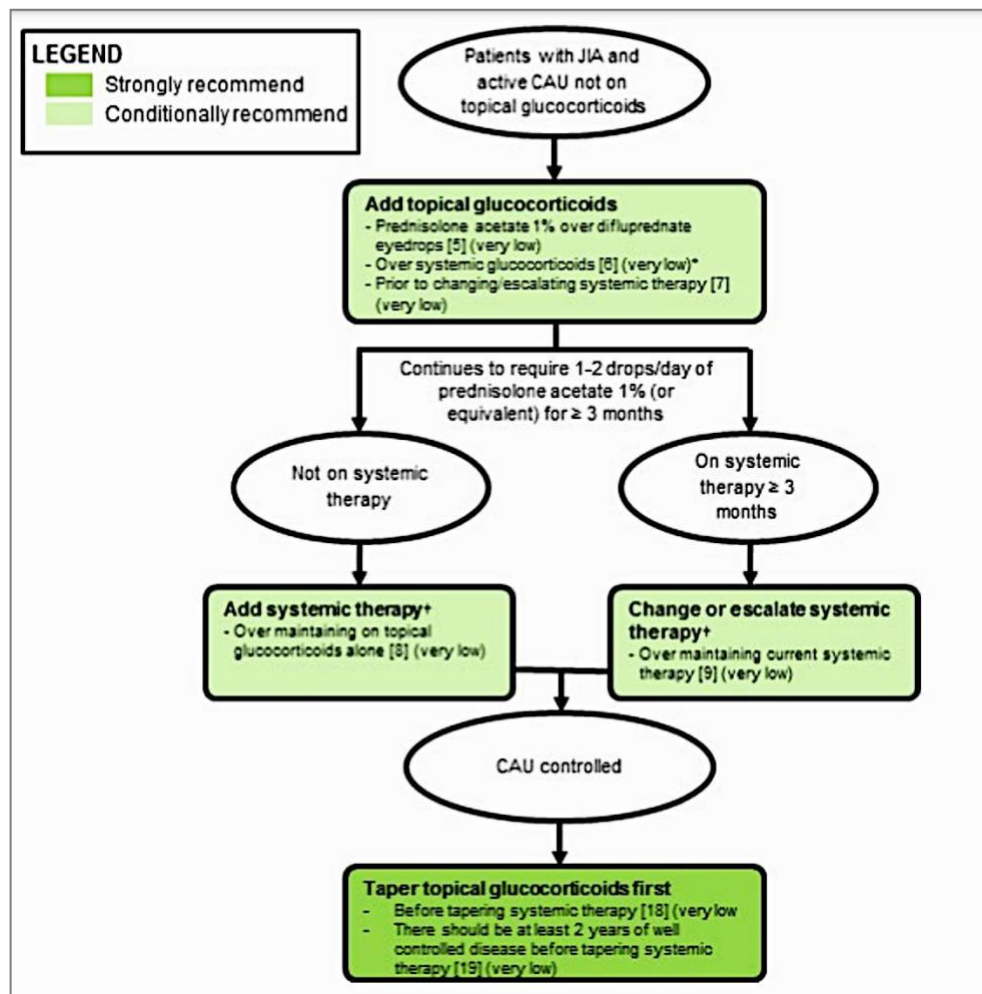 LEGEND
Strongly recommend
Conditionally recommend
Patients with JIA and
active CAU not on
topical glucocorticoids
Add topical glucocorticoids
- Prednisolone acetate 1% over difluprednate
eyedrops [5] (very low)
- Over systemic glucocorticoids [6] (very low)*
- Prior to changing/escalating systemic therapy [7]
(very low)
Continues to require 1-2 drops/day of
prednisolone acetate 1% (or
equivalent) for ≥ 3 months
Not on systemic
therapy
On systemic
therapy ≥ 3
months
Add systemic therapy+
- Over maintaining on topical
glucocorticoids alone [8] (very low)
Change or escalate systemic
therapy+
- Over maintaining current systemic
therapy [9] (very low)
CAU controlled
Taper topical glucocorticoids first
- Before tapering systemic therapy [18] (very low
- There should be at least 2 years of well
controlled disease before tapering systemic
therapy [19] (very low)